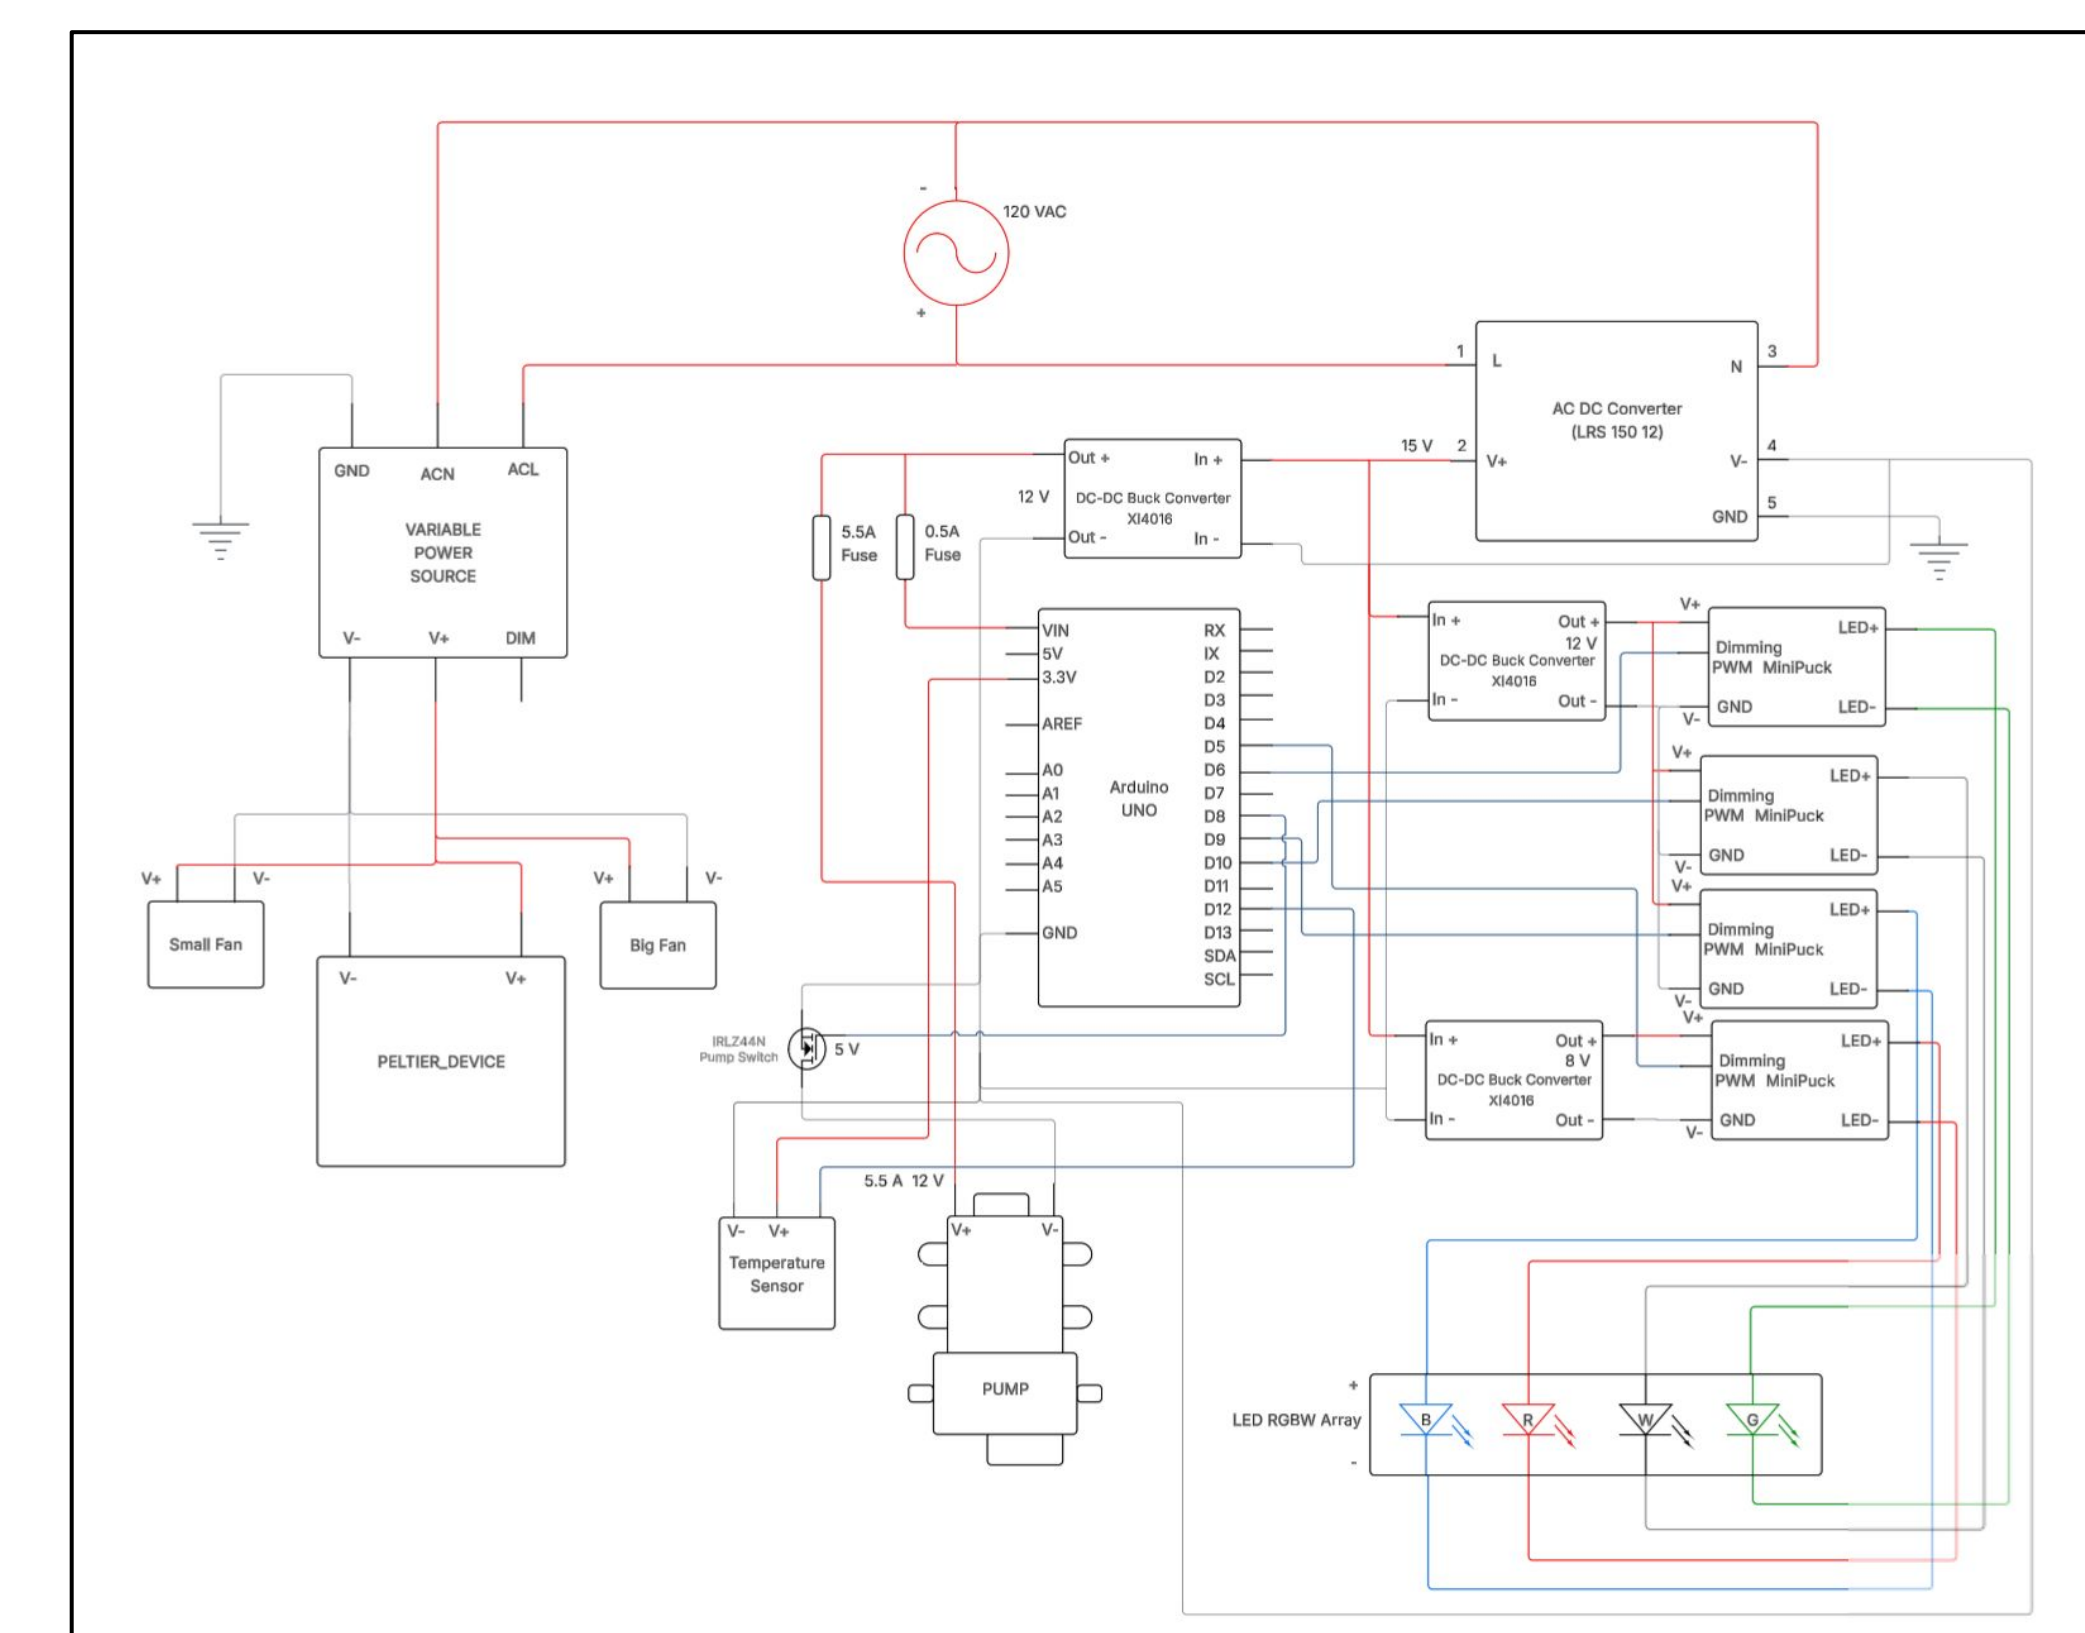 -
120 VAC
+
1
L
3
N
AC DC Converter
(LRS 150 12)
15 V
2
V+
4
V-
5
GND
GND
ACN
ACL
VARIABLE
POWER
SOURCE
V-
V+
DIM
Out +
In +
12 V
DC-DC Buck Converter
XI4016
Out -
In -
5.5A
Fuse
0.5A
Fuse
VIN
5V
3.3V
AREF
A0
A1
A2
A3
A4
A5
GND
Arduino
UNO
RX
IX
D2
D3
D4
D5
D6
D7
D8
D9
D10
D11
D12
D13
SDA
SCL
In +
Out +
12 V
DC-DC Buck Converter
XI4016
In -
Out -
V+
LED+
Dimming
PWM MiniPuck
GND
LED-
V-
V+
LED+
Dimming
PWM MiniPuck
GND
LED-
V-
V+
LED+
Dimming
PWM MiniPuck
GND
LED-
V-
V+
In +
Out +
8 V
DC-DC Buck Converter
XI4016
In -
Out -
LED+
Dimming
PWM MiniPuck
GND
LED-
V-
V+
V-
Small Fan
V+
V-
Big Fan
V-
V+
PELTIER_DEVICE
IRLZ44N
Pump Switch
5 V
5.5 A 12 V
V-
V+
Temperature
Sensor
V+
V-
PUMP
+
LED RGBW Array
-
B
R
W
G